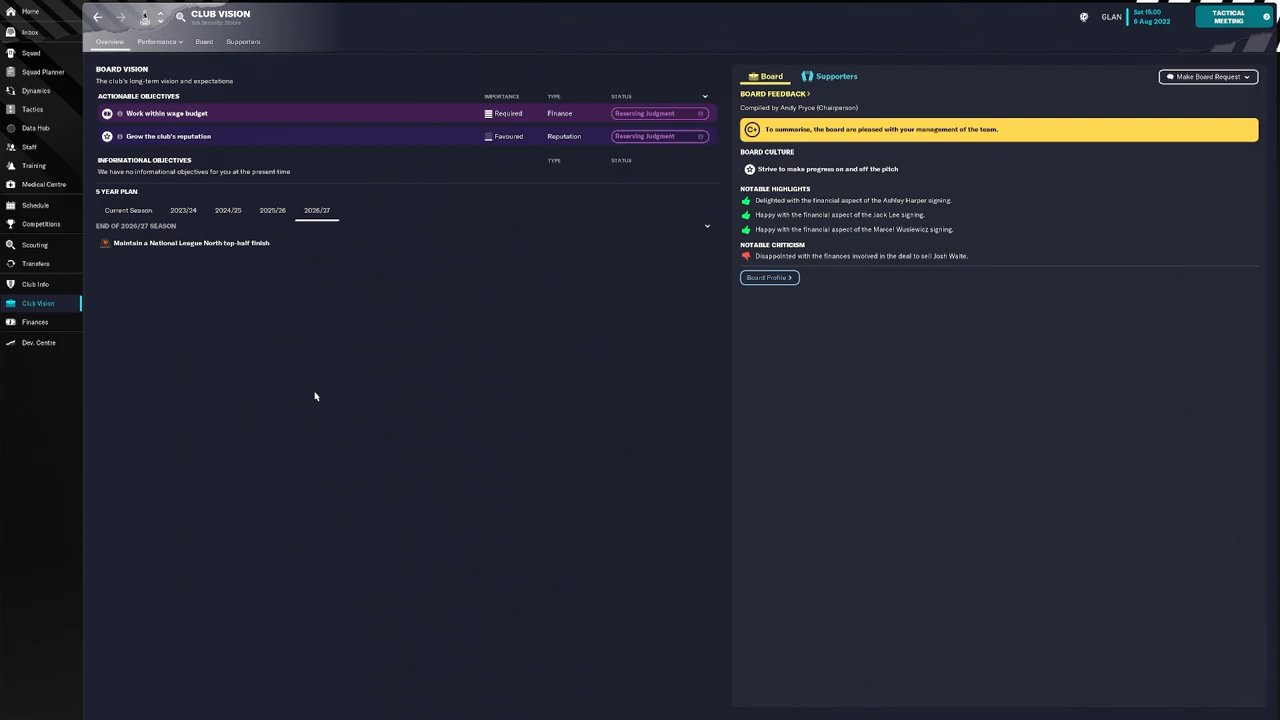 Home
Inbox
Squad
Squad Planner
Dynamics
Tactics
Data Hub
Staff
Training
Medical Centre
Schedule
Competitions
Scouting
Transfers
Club Info
Club Vision
Finances
Dev. Centre
CLUB VISION
Job Security: Stable
GLAN
Sat 15:00
6 Aug 2022
TACTICAL MEETING
Overview Performance Board Supporters
BOARD VISION
The club's long-term vision and expectations
ACTIONABLE OBJECTIVES IMPORTANCE TYPE STATUS
Work within wage budget Required Finance Reserving Judgment
Grow the club's reputation Favoured Reputation Reserving Judgment
INFORMATIONAL OBJECTIVES TYPE STATUS
We have no informational objectives for you at the present time
5 YEAR PLAN
Current Season 2023/24 2024/25 2025/26 2026/27
END OF 2026/27 SEASON
Maintain a National League North top-half finish
Board Supporters Make Board Request
BOARD FEEDBACK >
Compiled by Andy Pryce (Chairperson)
C+ To summarise, the board are pleased with your management of the team.
BOARD CULTURE
Strive to make progress on and off the pitch
NOTABLE HIGHLIGHTS
Delighted with the financial aspect of the Ashley Harper signing.
Happy with the financial aspect of the Jack Lee signing.
Happy with the financial aspect of the Marcel Wusiewicz signing.
NOTABLE CRITICISM
Disappointed with the finances involved in the deal to sell Josh Waite.
Board Profile >